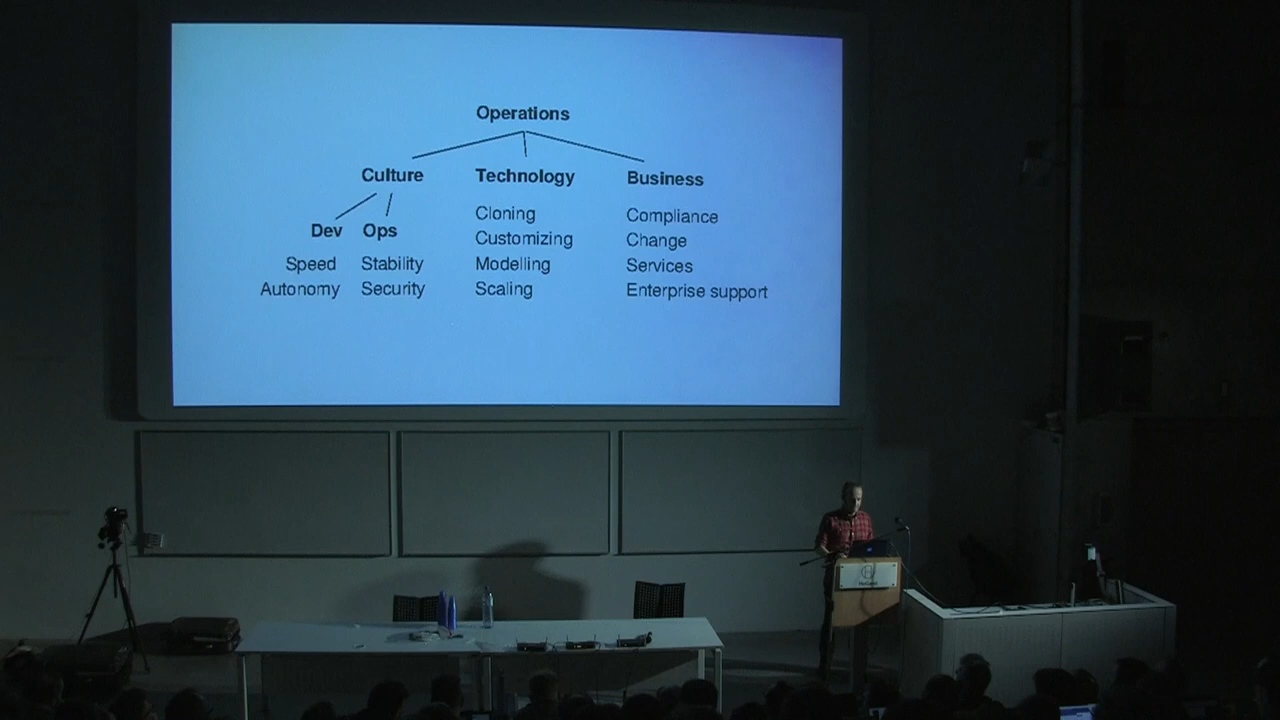 Operations
Culture Technology Business
Dev Ops
Speed
Autonomy
Stability
Security
Cloning
Customizing
Modelling
Scaling
Compliance
Change
Services
Enterprise support